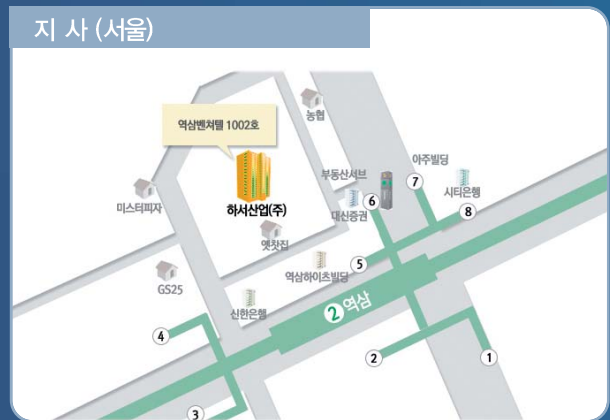 지 사 (서울)
농협
역삼벤처텔 1002호
부동산써브
아주빌딩
7
시티은행
6
8
미스터피자
하서산업(주)
대신증권
옛찻집
5
역삼하이츠빌딩
GS25
신한은행
2 역삼
4
2
1
3